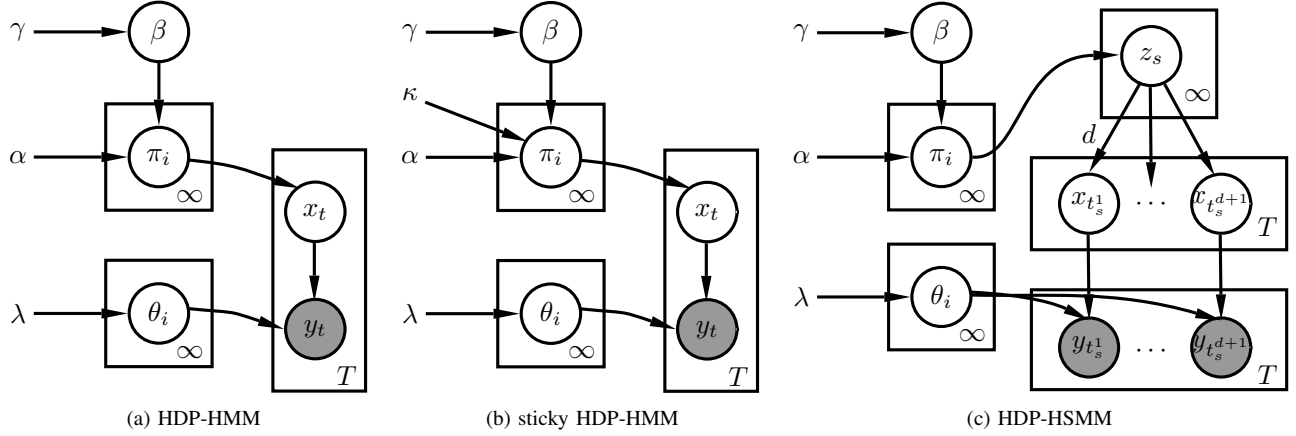 γ
β
α
π_i
∞
x_t
λ
θ_i
∞
y_t
T
(a) HDP-HMM
γ
β
κ
α
π_i
∞
x_t
λ
θ_i
∞
y_t
T
(b) sticky HDP-HMM
γ
β
z_s
∞
d
α
π_i
∞
x_{t_s^1} ... x_{t_s^{d+1}}
T
λ
θ_i
∞
y_{t_s^1} ... y_{t_s^{d+1}}
T
(c) HDP-HSMM